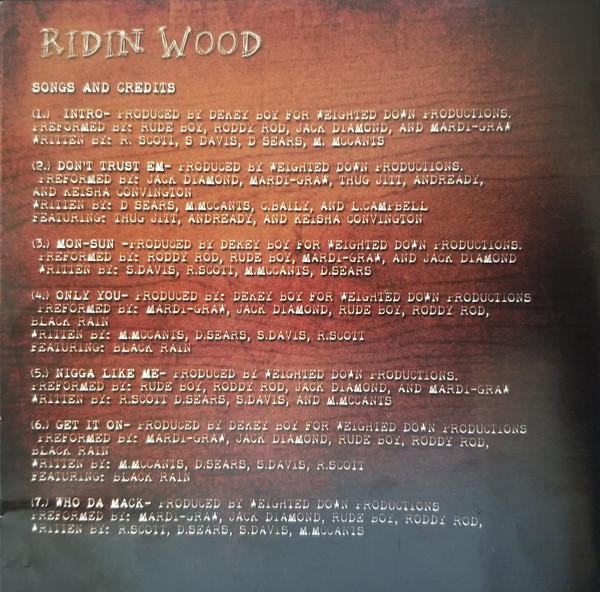 RIDIN WOOD
SONGS AND CREDITS
(1.) INTRO- PRODUCED BY DEKEY BOY FOR WEIGHTED DOWN PRODUCTIONS.
PREFORMED BY: RUDE BOY, RODDY ROD, JACK DIAMOND, AND MARDI-GRAW
WRITTEN BY: R. SCOTT, S DAVIS, D SEARS, M. MCCANTS
(2.) DON'T TRUST EM- PRODUCED BY WEIGHTED DOWN PRODUCTIONS.
PREFORMED BY: JACK DIAMOND, MARDI-GRAW, THUG JITT, ANDREADY,
AND KEISHA CONVINGTON
WRITTEN BY: D SEARS, M.MCCANTS, C.BAILY, AND L.CAMPBELL
FEATURING: THUG JITT, ANDREADY, AND KEISHA CONVINGTON
(3.) MON-SUN -PRODUCED BY DEKEY BOY FOR WEIGHTED DOWN PRODUCTIONS.
PREFORMED BY: RODDY ROD, RUDE BOY, MARDI-GRAW, AND JACK DIAMOND
WRITTEN BY: S.DAVIS, R.SCOTT, M.MCCANTS, D.SEARS
(4.) ONLY YOU- PRODUCED BY: DEKEY BOY FOR WEIGHTED DOWN PRODUCTIONS
PREFORMED BY: MARDI-GRAW, JACK DIAMOND, RUDE BOY, RODDY ROD,
BLACK RAIN
WRITTEN BY: M.MCCANTS, D.SEARS, S.DAVIS, R.SCOTT
FEATURING: BLACK RAIN
(5.) NIGGA LIKE ME- PRODUCED BY WEIGHTED DOWN PRODUCTIONS.
PREFORMED BY: RUDE BOY, RODDY ROD, JACK DIAMOND, AND MARDI-GRAW
WRITTEN BY: R.SCOTT D.SEARS, S.DAVIS, AND M.MCCANTS
(6.) GET IT ON- PRODUCED BY DEKEY BOY FOR WEIGHTED DOWN PRODUCTIONS
PREFORMED BY: MARDI-GRAW, JACK DIAMOND, RUDE BOY, RODDY ROD,
BLACK RAIN
WRITTEN BY: M.MCCANTS, D.SEARS, S.DAVIS, R.SCOTT
FEATURING: BLACK RAIN
(7.) WHO DA MACK- PRODUCED BY WEIGHTED DOWN PRODUCTIONS
PREFORMED BY: MARDI-GRAW, JACK DIAMOND, RUDE BOY, RODDY ROD,
WRITTEN BY: R.SCOTT, D.SEARS, S.DAVIS, M.MCCANTS